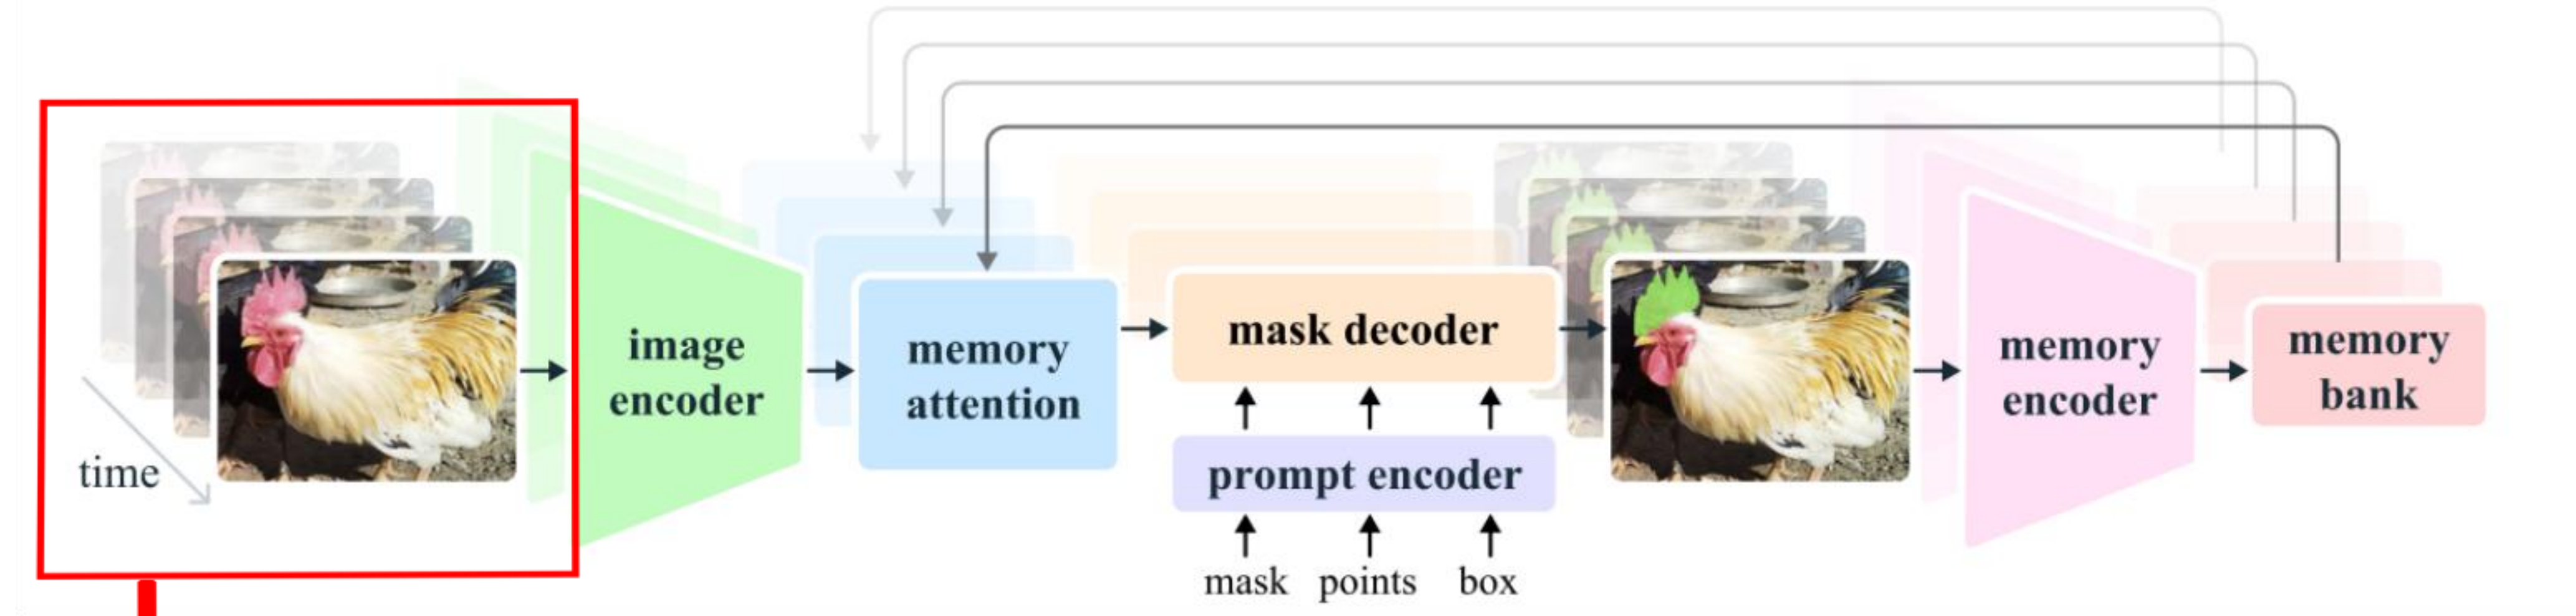 time
image
encoder
memory
attention
mask decoder
prompt encoder
mask points box
memory
encoder
memory
bank